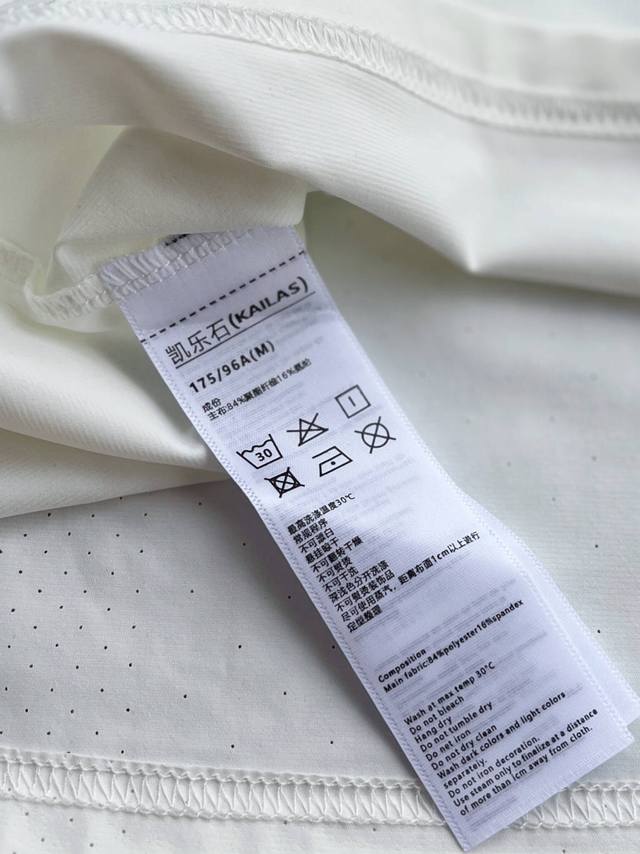 凯乐石(KAILAS)
175/96A(M)
成份
主布:84%聚酯纤维16%氨纶
30
最高洗涤温度30℃
常规程序
不可漂白
悬挂晾干
不可翻转干燥
不可熨烫
不可干洗
深浅色分开洗涤
不可熨烫装饰品
尽可使用蒸汽，距离布面1cm以上进行
定型整理
Composition
Main fabric:84%polyester16%spandex
Wash at max temp 30℃
Do not bleach
Hang dry
Do not tumble dry
Do net iron
Do not dry clean
Wash dark colors and light colors
separately.
Do not iron decoration.
Use steam only to finalize at a distance
of more than 1cm away from cloth.